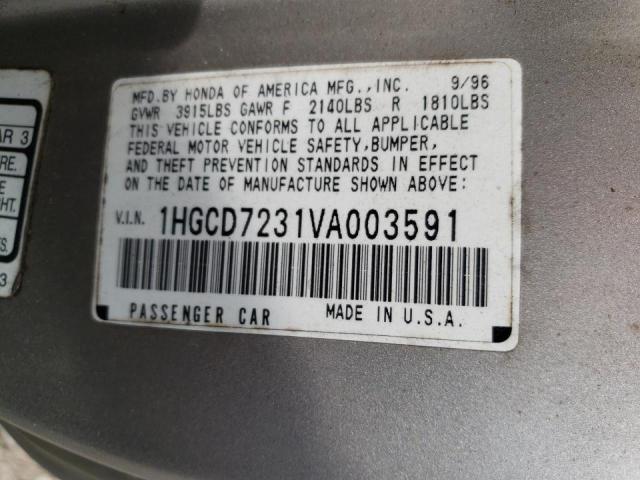 MFD.BY HONDA OF AMERICA MFG.,INC. 9/96
GVWR 3915LBS GAWR F 2140LBS R 1810LBS
THIS VEHICLE CONFORMS TO ALL APPLICABLE
FEDERAL MOTOR VEHICLE SAFETY,BUMPER,
AND THEFT PREVENTION STANDARDS IN EFFECT
ON THE DATE OF MANUFACTURE SHOWN ABOVE:
V.I.N. 1HGCD7231VA003591
PASSENGER CAR MADE IN U.S.A.
3
3